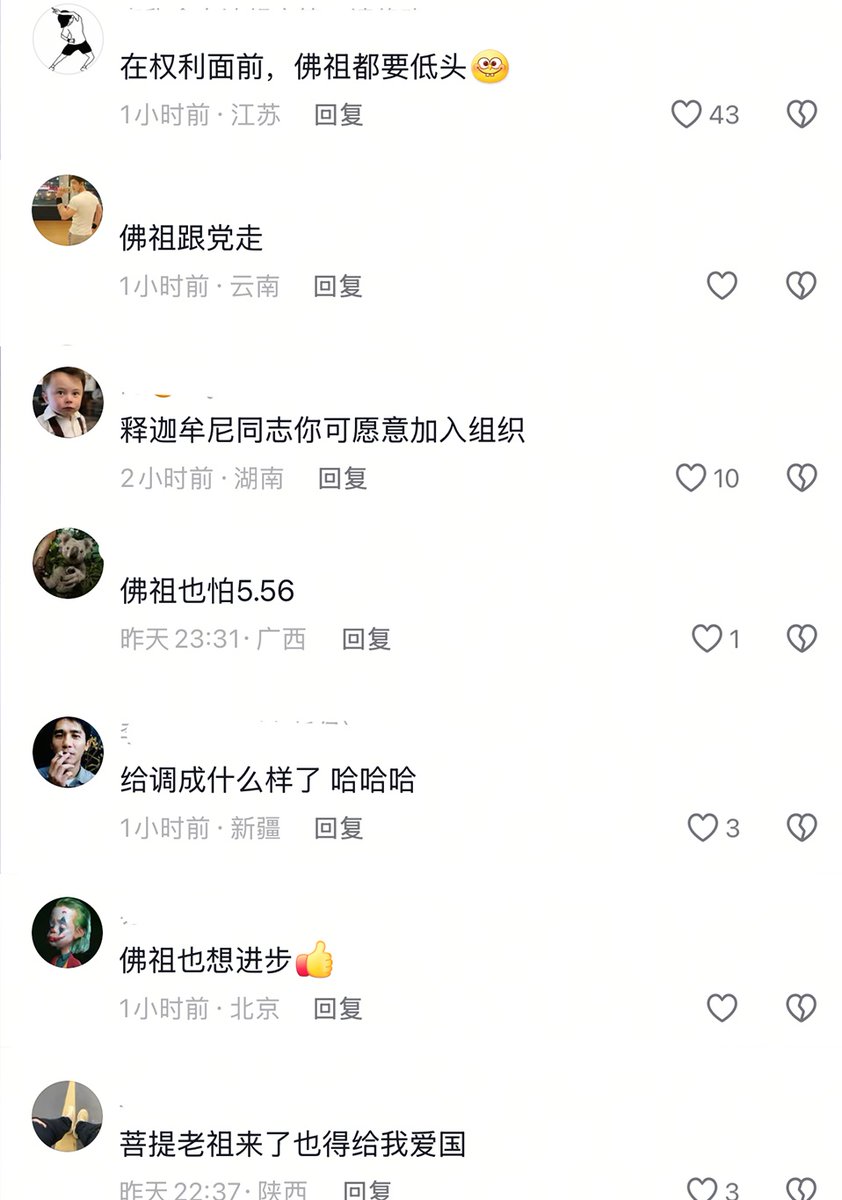 在权利面前，佛祖都要低头
1小时前 · 江苏 回复 43
佛祖跟党走
1小时前 · 云南 回复
释迦牟尼同志你可愿意加入组织
2小时前 · 湖南 回复 10
佛祖也怕5.56
昨天 23:31 · 广西 回复 1
给调成什么样了 哈哈哈
1小时前 · 新疆 回复 3
佛祖也想进步👍
1小时前 · 北京 回复
菩提老祖来了也得给我爱国
昨天 22:37 · 陕西 回复 3